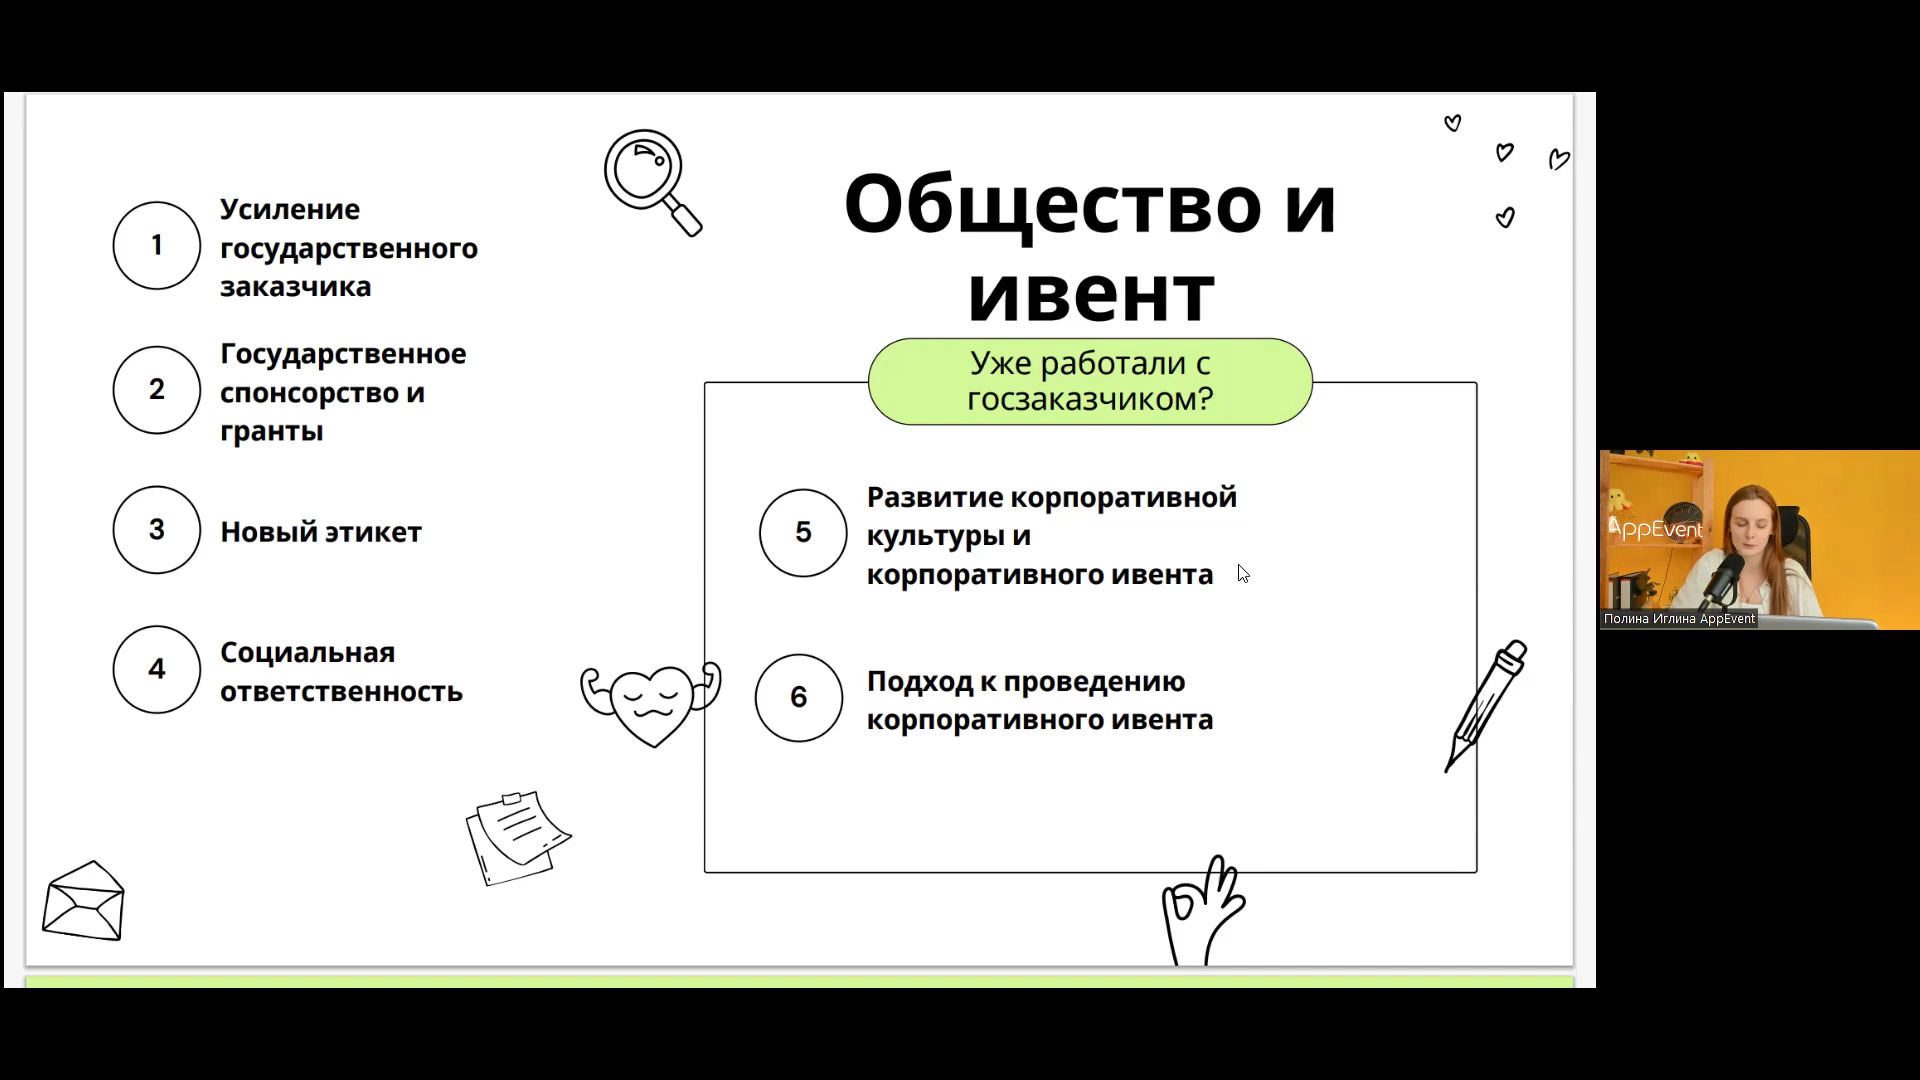 1
Усиление
государственного
заказчика
2
Государственное
спонсорство и
гранты
3
Новый этикет
4
Социальная
ответственность
Общество и
ивент
Уже работали с
госзаказчиком?
5
Развитие корпоративной
культуры и
корпоративного ивента
6
Подход к проведению
корпоративного ивента
AppEvent
Полина Иглина AppEvent